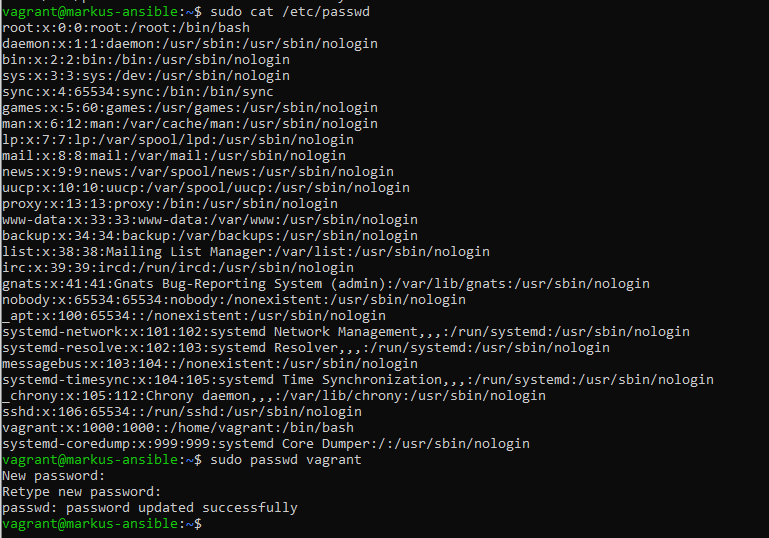 vagrant@markus-ansible:~$ sudo cat /etc/passwd
root:x:0:0:root:/root:/bin/bash
daemon:x:1:1:daemon:/usr/sbin:/usr/sbin/nologin
bin:x:2:2:bin:/bin:/usr/sbin/nologin
sys:x:3:3:sys:/dev:/usr/sbin/nologin
sync:x:4:65534:sync:/bin:/bin/sync
games:x:5:60:games:/usr/games:/usr/sbin/nologin
man:x:6:12:man:/var/cache/man:/usr/sbin/nologin
lp:x:7:7:lp:/var/spool/lpd:/usr/sbin/nologin
mail:x:8:8:mail:/var/mail:/usr/sbin/nologin
news:x:9:9:news:/var/spool/news:/usr/sbin/nologin
uucp:x:10:10:uucp:/var/spool/uucp:/usr/sbin/nologin
proxy:x:13:13:proxy:/bin:/usr/sbin/nologin
www-data:x:33:33:www-data:/var/www:/usr/sbin/nologin
backup:x:34:34:backup:/var/backups:/usr/sbin/nologin
list:x:38:38:Mailing List Manager:/var/list:/usr/sbin/nologin
irc:x:39:39:ircd:/run/ircd:/usr/sbin/nologin
gnats:x:41:41:Gnats Bug-Reporting System (admin):/var/lib/gnats:/usr/sbin/nologin
nobody:x:65534:65534:nobody:/nonexistent:/usr/sbin/nologin
_apt:x:100:65534::/nonexistent:/usr/sbin/nologin
systemd-network:x:101:102:systemd Network Management,,,:/run/systemd:/usr/sbin/nologin
systemd-resolve:x:102:103:systemd Resolver,,,:/run/systemd:/usr/sbin/nologin
messagebus:x:103:104::/nonexistent:/usr/sbin/nologin
systemd-timesync:x:104:105:systemd Time Synchronization,,,:/run/systemd:/usr/sbin/nologin
_chrony:x:105:112:Chrony daemon,,,:/var/lib/chrony:/usr/sbin/nologin
sshd:x:106:65534::/run/sshd:/usr/sbin/nologin
vagrant:x:1000:1000::/home/vagrant:/bin/bash
systemd-coredump:x:999:999:systemd Core Dumper:/:/usr/sbin/nologin
vagrant@markus-ansible:~$ sudo passwd vagrant
New password:
Retype new password:
passwd: password updated successfully
vagrant@markus-ansible:~$